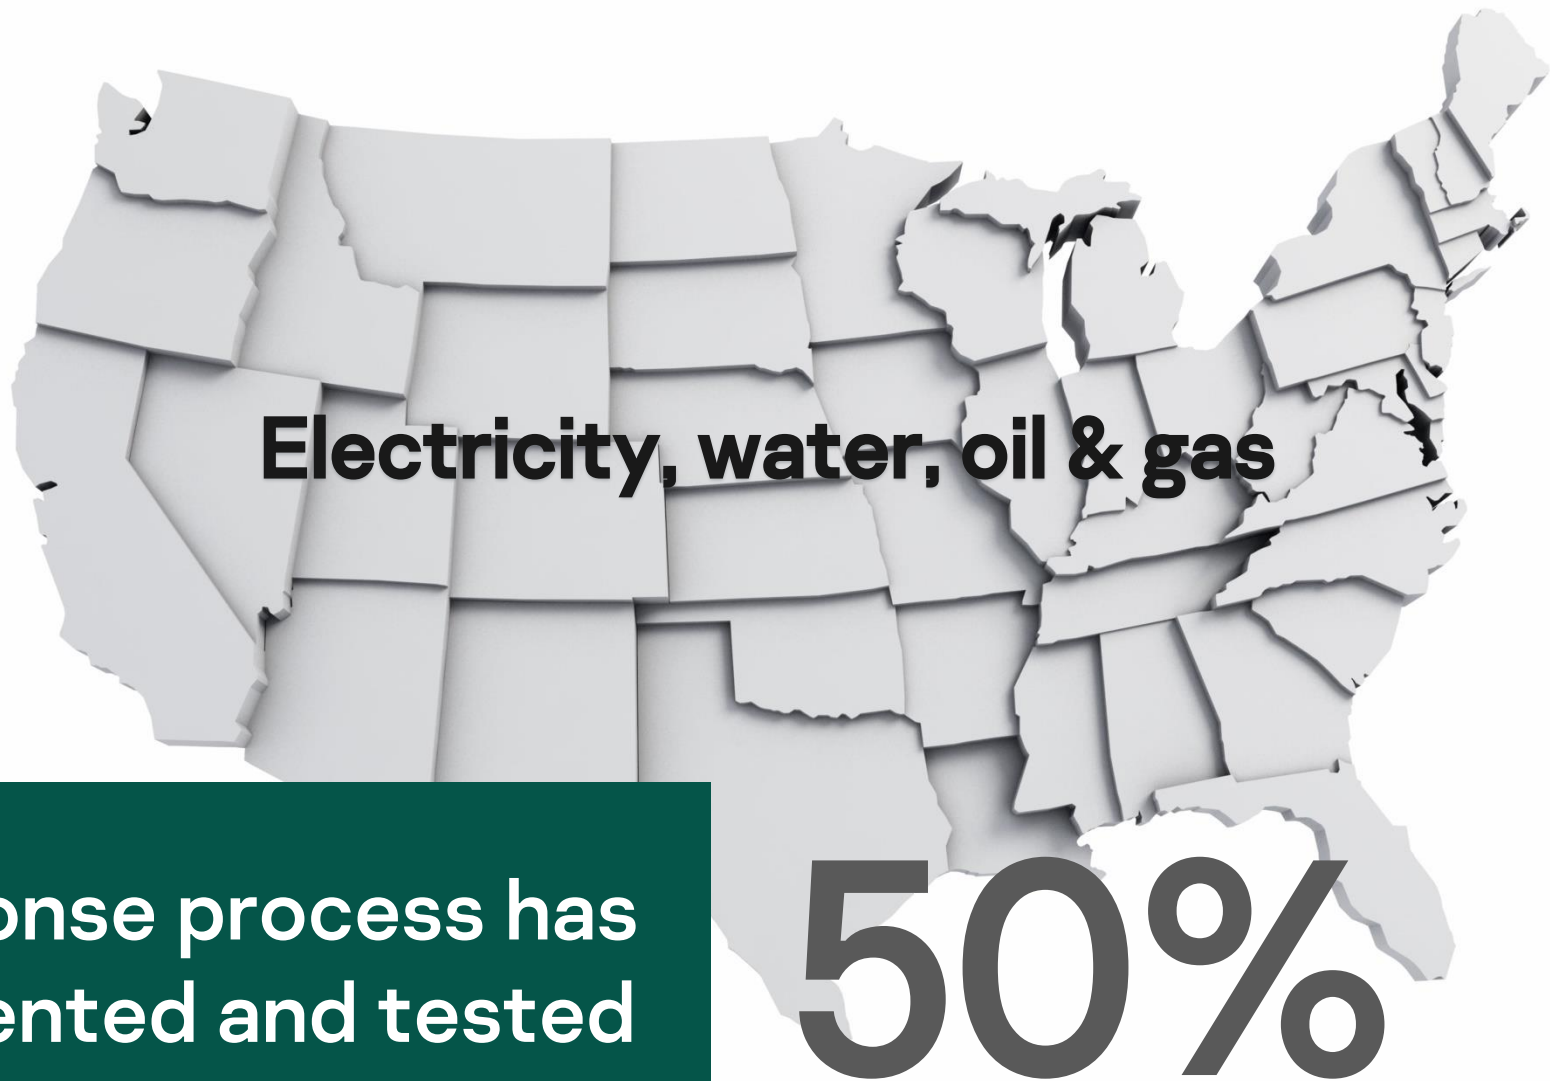 Electricity, water, oil & gas
onse process has
ented and tested
50%